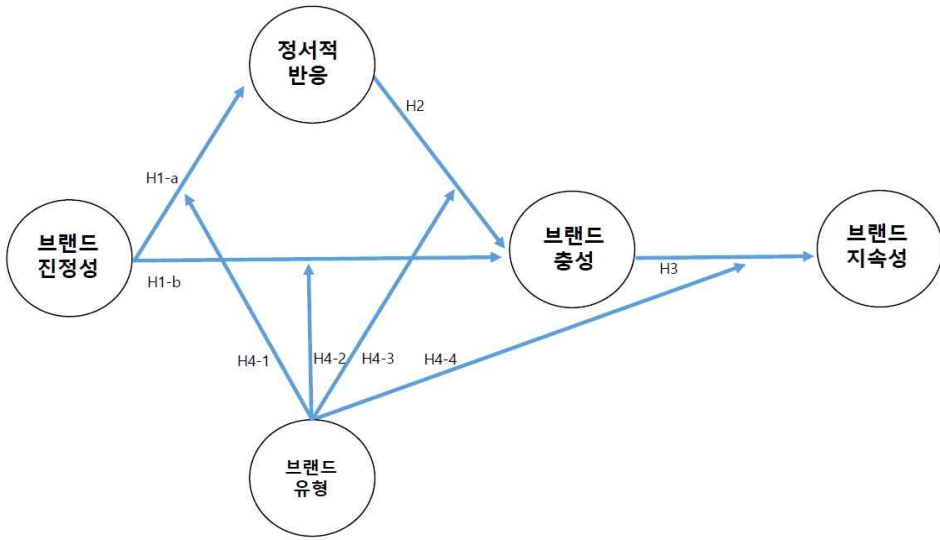 정서적
반응
H2
H1-a
브랜드
진정성
H1-b
브랜드
충성
H3
브랜드
지속성
H4-1
H4-2
H4-3
H4-4
브랜드
유형